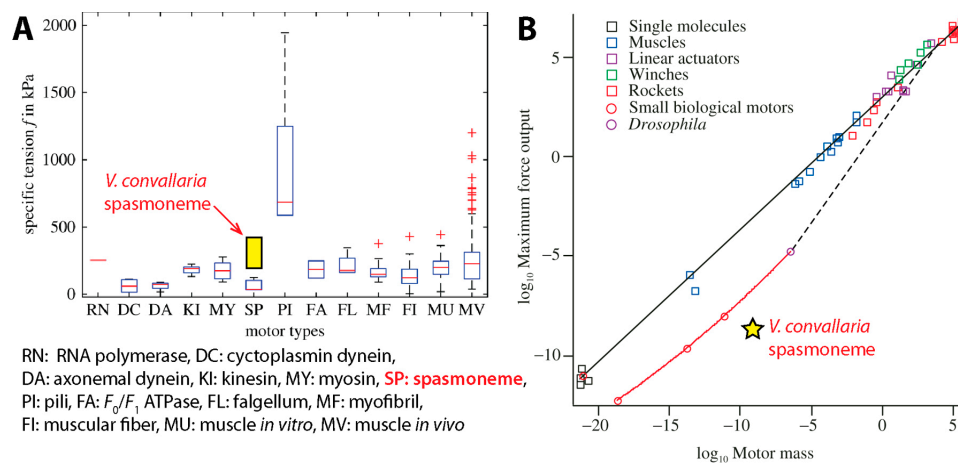 A
specific tension f in kPa
2000
1500
1000
500
0
V. convallaria
spasmoneme
RN DC DA KI MY SP PI FA FL MF FI MU MV
motor types
RN: RNA polymerase, DC: cyctoplasmin dynein,
DA: axonemal dynein, KI: kinesin, MY: myosin, SP: spasmoneme,
PI: pili, FA: F0/F1 ATPase, FL: falgellum, MF: myofibril,
FI: muscular fiber, MU: muscle in vitro, MV: muscle in vivo
B
log10 Maximum force output
5
0
−5
−10
Single molecules
Muscles
Linear actuators
Winches
Rockets
Small biological motors
Drosophila
V. convallaria
spasmoneme
−20 −15 −10 −5 0 5
log10 Motor mass